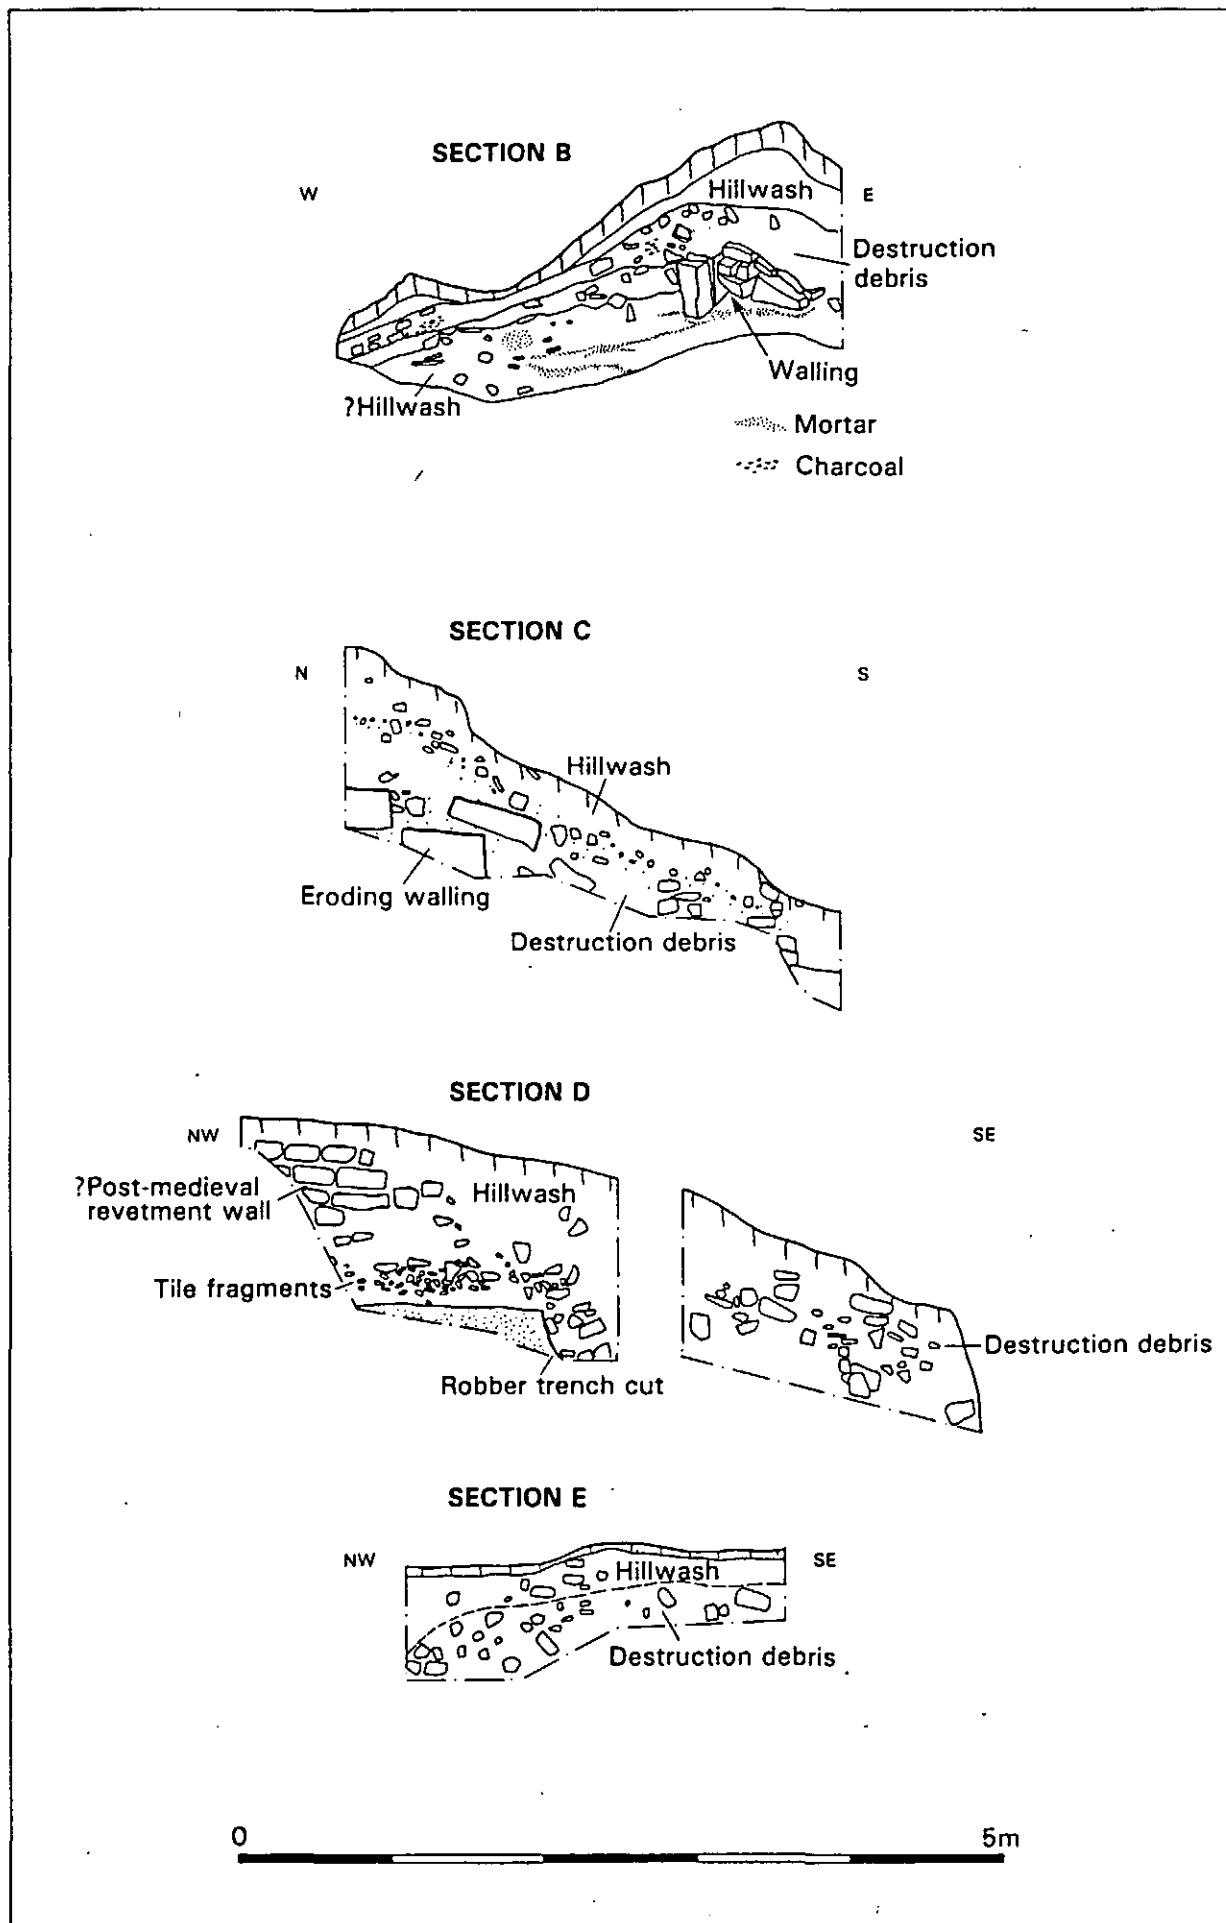 SECTION B
W
Hillwash
E
Destruction
debris
Walling
?Hillwash
Mortar
Charcoal
SECTION C
N
S
Hillwash
Eroding walling
Destruction debris
SECTION D
NW
SE
?Post-medieval
revetment wall
Hillwash
Tile fragments
Destruction debris
Robber trench cut
SECTION E
NW
SE
Hillwash
Destruction debris
0
5m